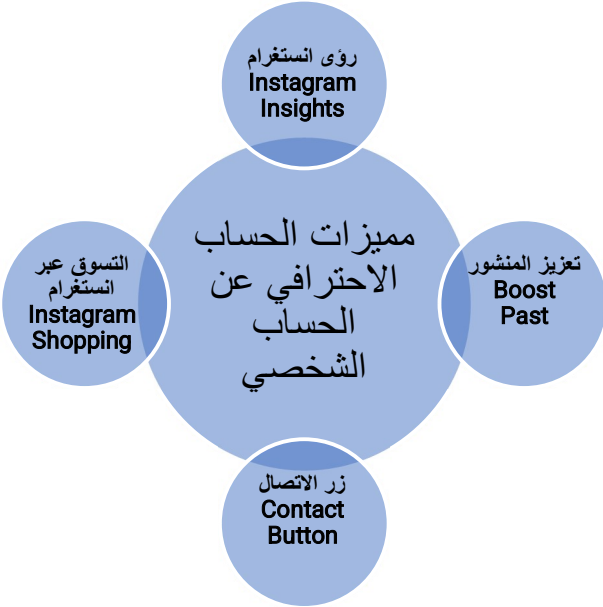 رؤى انستغرام
Instagram
Insights
مميزات الحساب
الاحترافي عن
الحساب
الشخصي
تعزيز المنشور
Boost
Past
زر الاتصال
Contact
Button
التسوق عبر
انستغرام
Instagram
Shopping